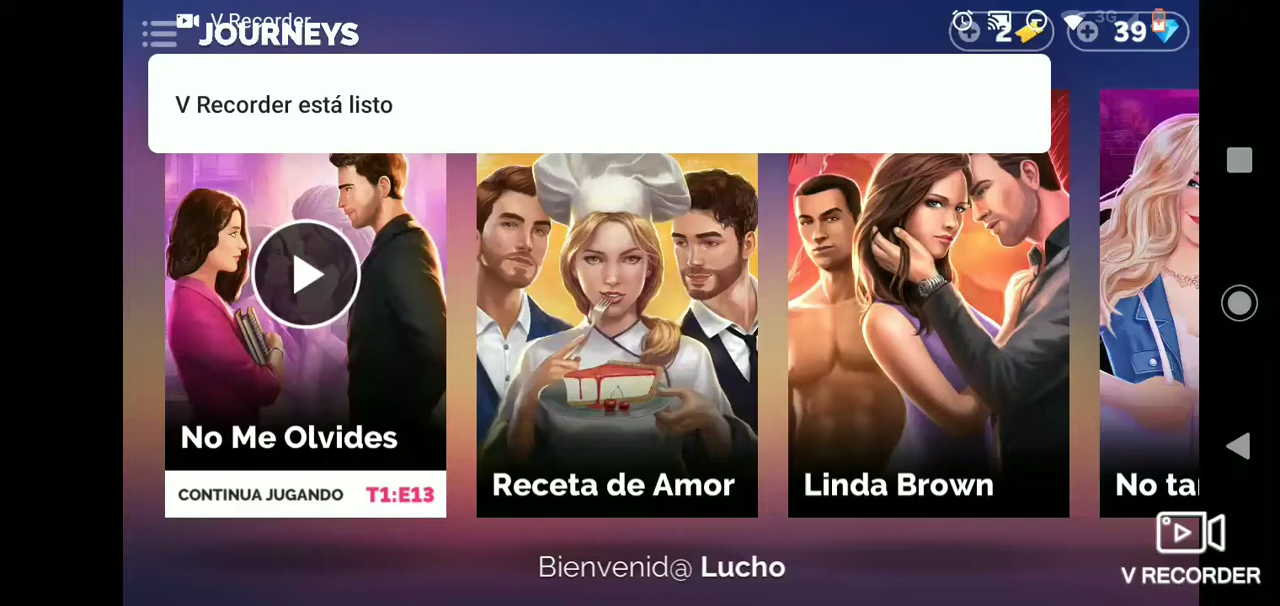 V Recorder
JOURNEYS
3G
2
39
V Recorder está listo
No Me Olvides
CONTINUA JUGANDO T1:E13
Receta de Amor
Linda Brown
No ta
Bienvenid@ Lucho
V RECORDER